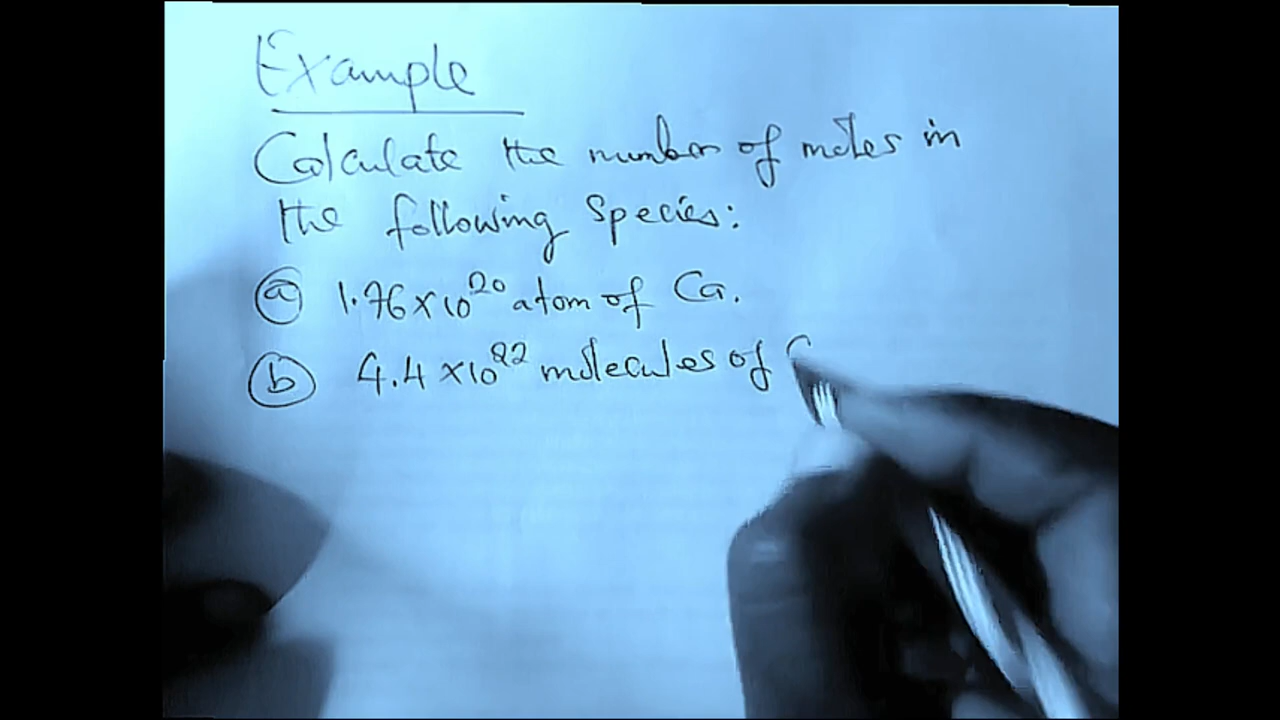 Example
Calculate the number of moles in
the following species:
(a) 1.76 × 10²⁰ atom of Ca.
(b) 4.4 × 10²² molecules of